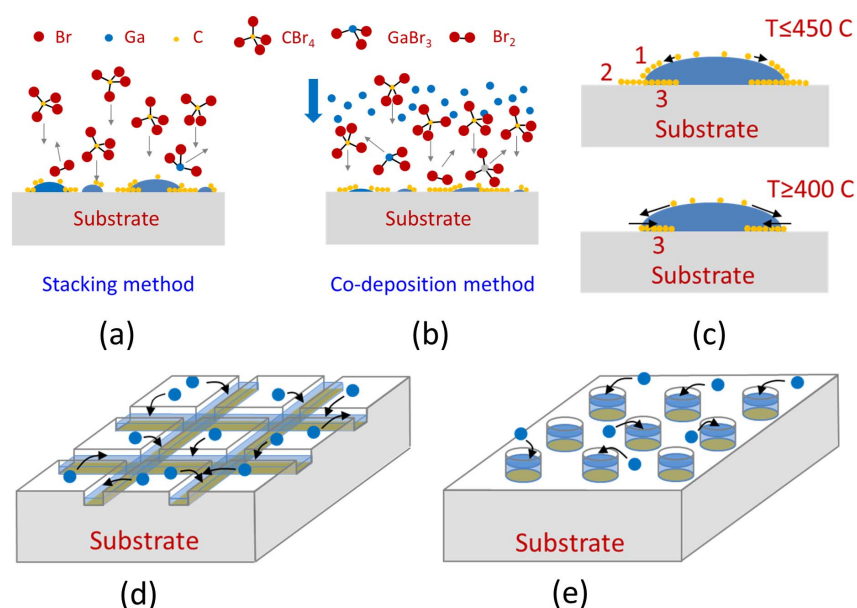 Br Ga C CBr₄ GaBr₃ Br₂
T≤450 C
1
2
3
Substrate
Substrate
Substrate
T≥400 C
3
Substrate
Stacking method
Co-deposition method
(a)
(b)
(c)
Substrate
Substrate
(d)
(e)